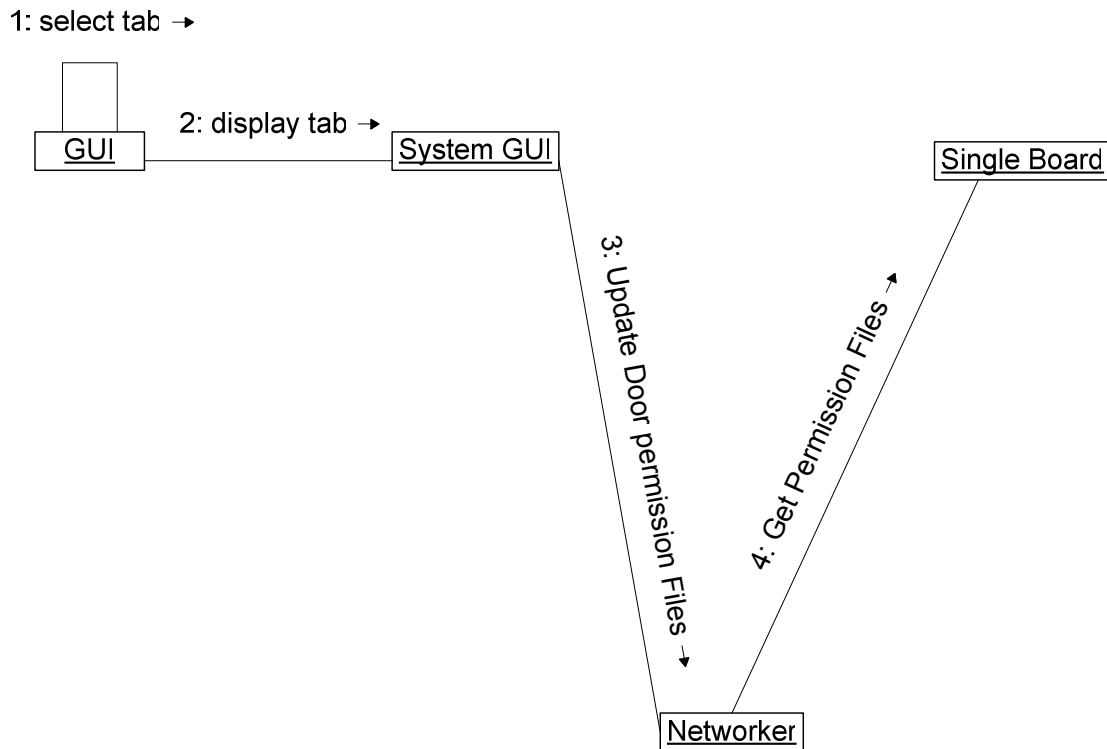 1: select tab →
2: display tab →
GUI
System GUI
Single Board
3: Update Door permission Files →
4: Get Permission Files →
Networker